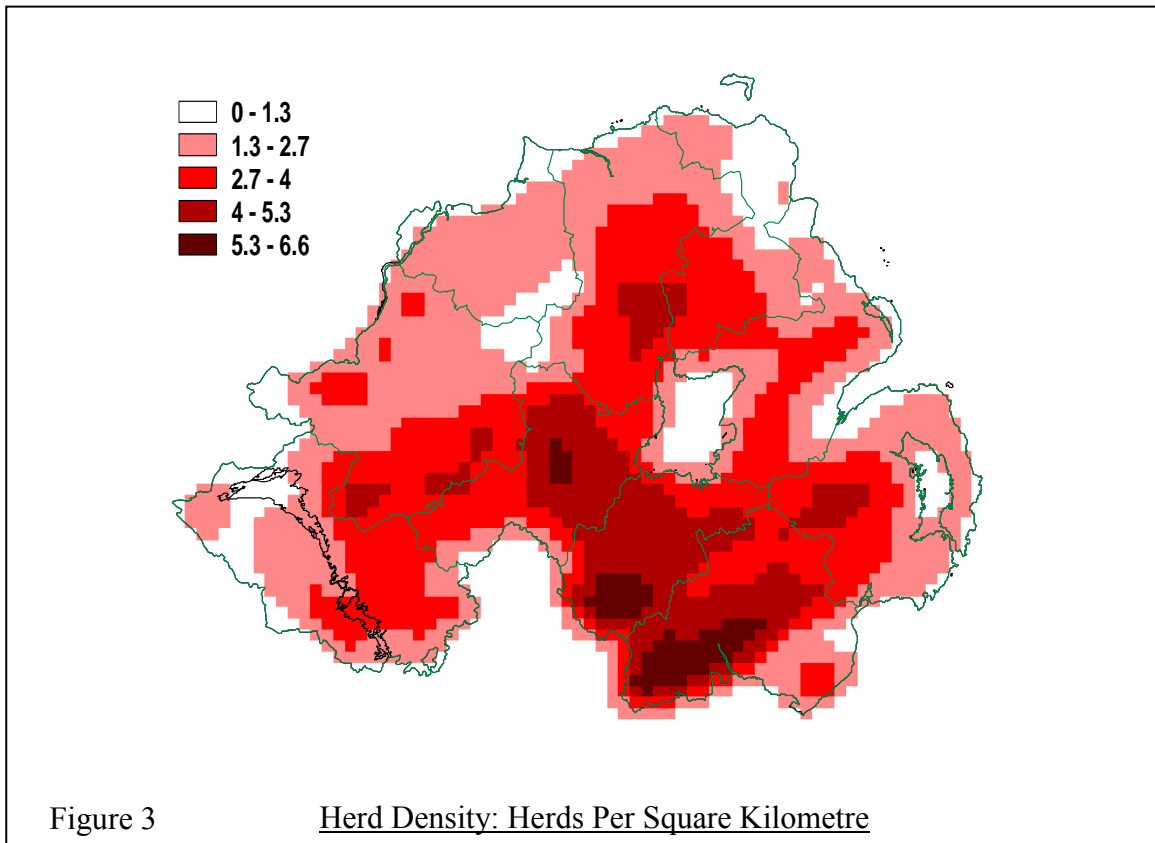 0 - 1.3
1.3 - 2.7
2.7 - 4
4 - 5.3
5.3 - 6.6
Figure 3 Herd Density: Herds Per Square Kilometre